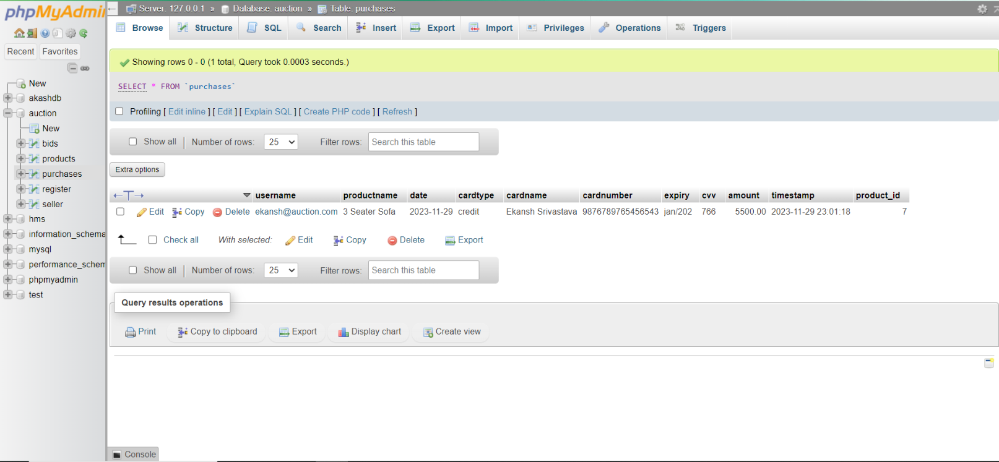 phpMyAdmin
Server: 127.0.0.1 » Database: auction » Table: purchases
Browse Structure SQL Search Insert Export Import Privileges Operations Triggers
Recent Favorites
New
akashdb
auction
New
bids
products
purchases
register
seller
hms
information_schema
mysql
performance_schem
phpmyadmin
test
Showing rows 0 - 0 (1 total, Query took 0.0003 seconds.)
SELECT * FROM `purchases`
Profiling [ Edit inline ] [ Edit ] [ Explain SQL ] [ Create PHP code ] [ Refresh ]
Show all Number of rows: 25 Filter rows: Search this table
Extra options
←T→ username productname date cardtype cardname cardnumber expiry cvv amount timestamp product_id
Edit Copy Delete ekansh@auction.com 3 Seater Sofa 2023-11-29 credit Ekansh Srivastava 9876789765456543 jan/202 766 5500.00 2023-11-29 23:01:18 7
Check all With selected: Edit Copy Delete Export
Show all Number of rows: 25 Filter rows: Search this table
Query results operations
Print Copy to clipboard Export Display chart Create view
Console